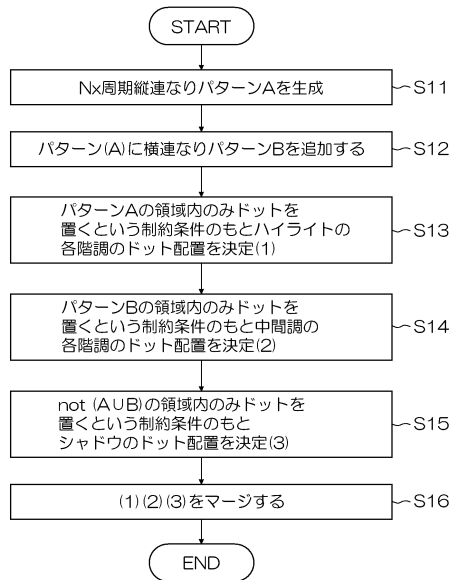 START
Nx周期縦連なりパターンAを生成
S11
パターン(A)に横連なりパターンBを追加する
S12
パターンAの領域内のみドットを
置くという制約条件のもとハイライトの
各階調のドット配置を決定(1)
S13
パターンBの領域内のみドットを
置くという制約条件のもと中間調の
各階調のドット配置を決定(2)
S14
not (A∪B)の領域内のみドットを
置くという制約条件のもと
シャドウのドット配置を決定(3)
S15
(1)(2)(3)をマージする
S16
END